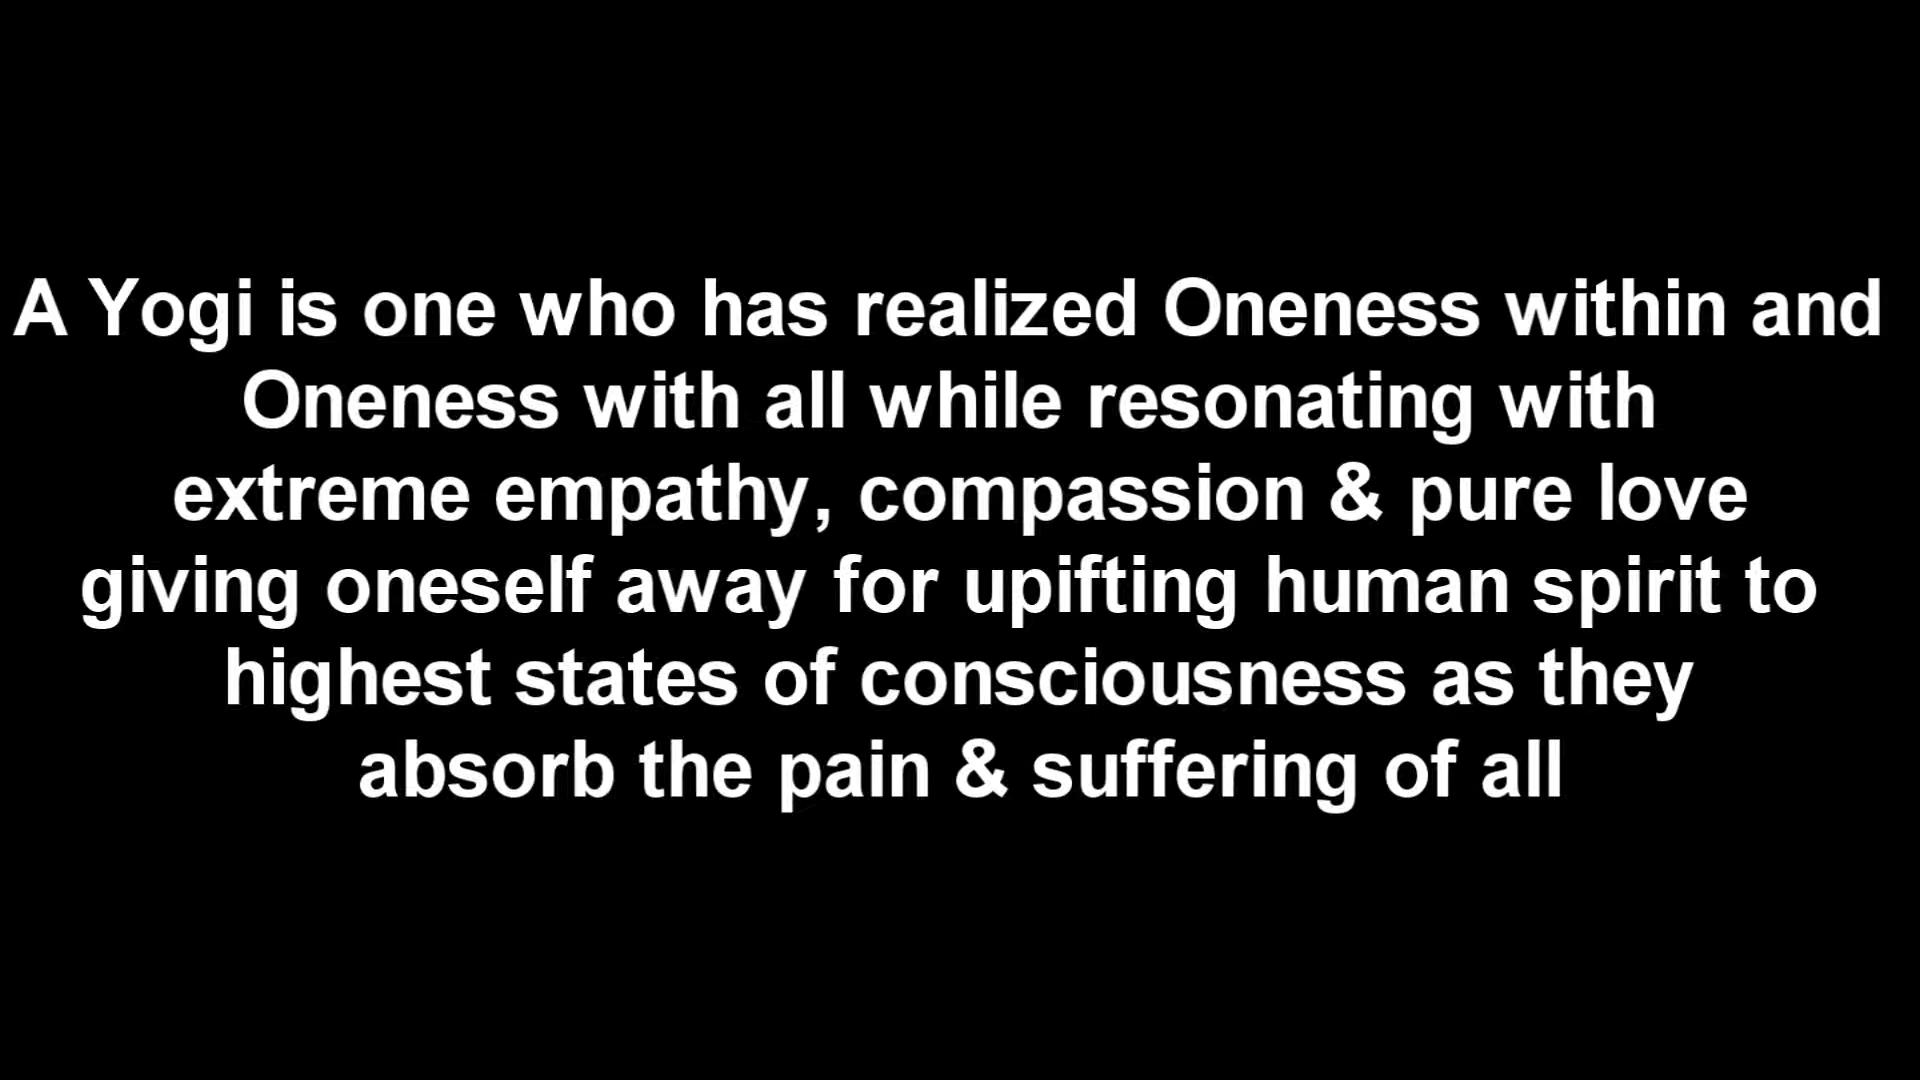 A Yogi is one who has realized Oneness within and
Oneness with all while resonating with
extreme empathy, compassion & pure love
giving oneself away for upifting human spirit to
highest states of consciousness as they
absorb the pain & suffering of all